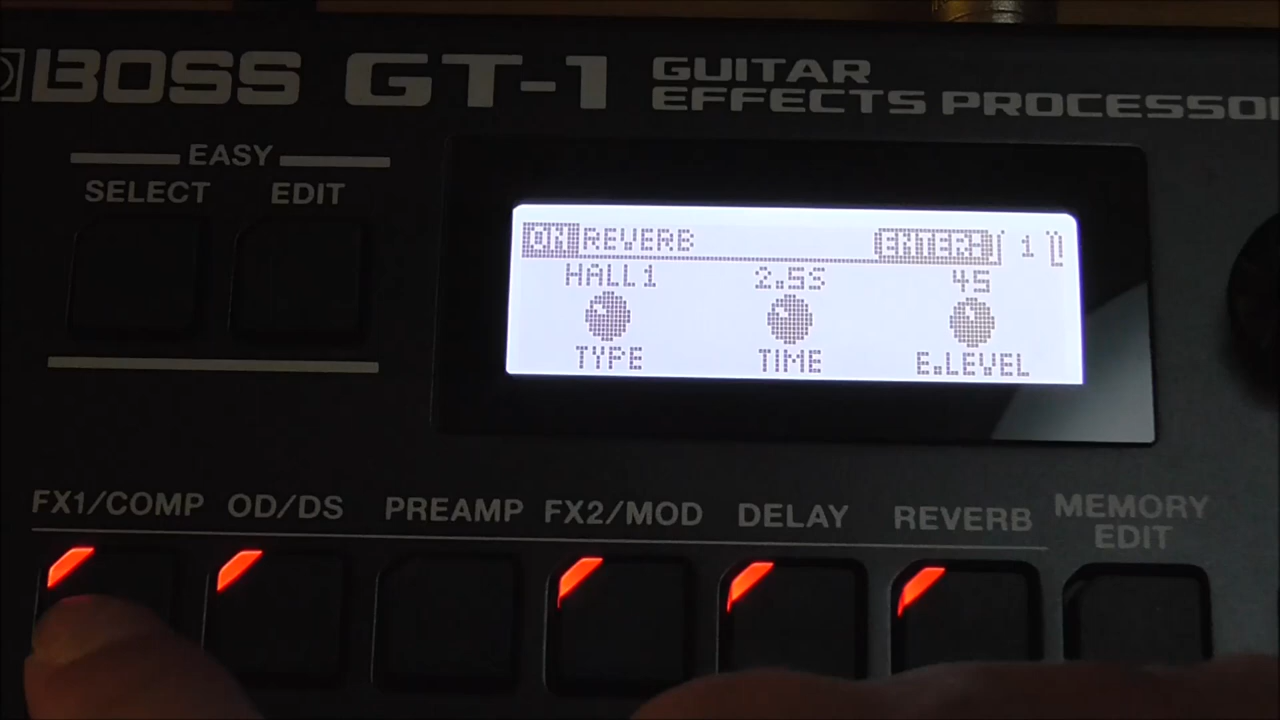 BOSS GT-1 GUITAR
EFFECTS PROCESSO
EASY
SELECT EDIT
ON REVERB ENTER 1
HALL1 2.5S 45
TYPE TIME E.LEVEL
FX1/COMP OD/DS PREAMP FX2/MOD DELAY REVERB MEMORY
EDIT